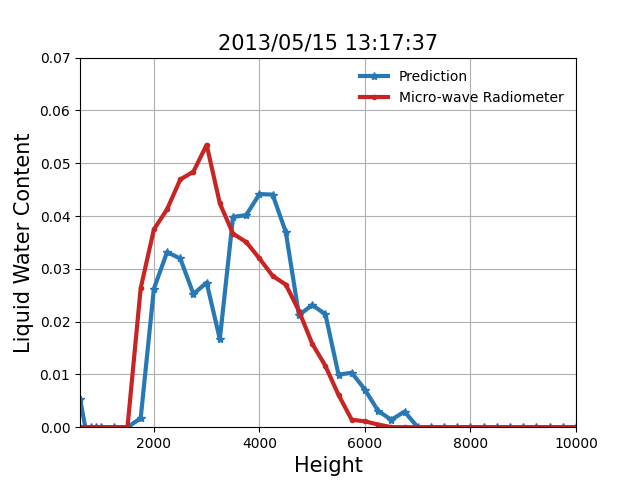 2013/05/15 13:17:37
Prediction
Micro-wave Radiometer
Liquid Water Content
0.07
0.06
0.05
0.04
0.03
0.02
0.01
0.00
2000 4000 6000 8000 10000
Height